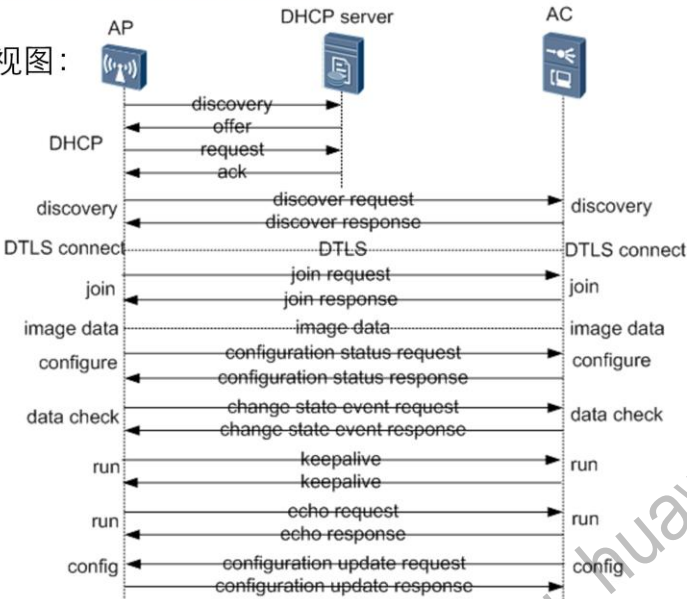 DHCP server
AC
AP
视图：
discovery
offer
DHCP
request
ack
discover request
discovery
discovery
discover response
DTLS connect
DTLS
DTLS connect
join request
join
join
join response
image data
image data
image data
configuration status request
configure
configure
configuration status response
change state event request
data check
data check
change state event response
keepalive
run
run
keepalive
echo request
run
run
echo response
config
configuration update request
config
configuration update response